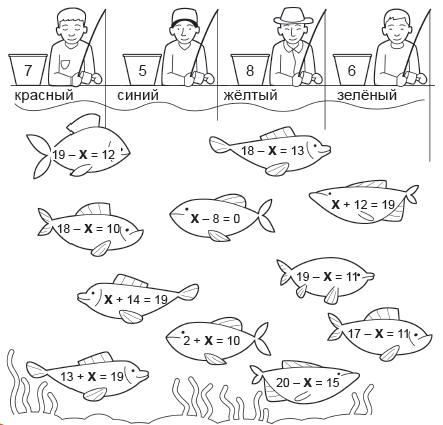 7 5 8 6
красный синий жёлтый зелёный
19 – X = 12
18 – X = 13
X + 12 = 19
18 – X = 10
X – 8 = 0
19 – X = 11
X + 14 = 19
17 – X = 11
2 + X = 10
13 + X = 19
20 – X = 15